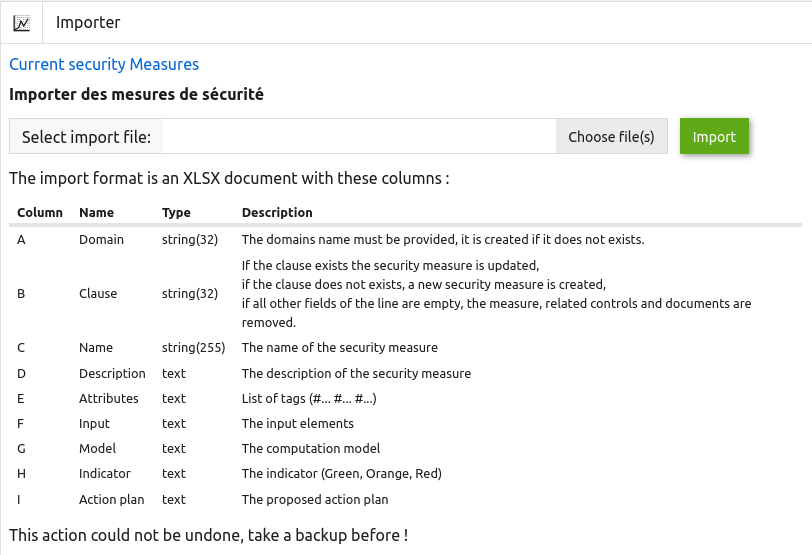 Importer
Current security Measures
Importer des mesures de sécurité
Select import file: Choose file(s) Import
The import format is an XLSX document with these columns :
Column Name Type Description
A Domain string(32) The domains name must be provided, it is created if it does not exists.
If the clause exists the security measure is updated,
if the clause does not exists, a new security measure is created,
B Clause string(32)
if all other fields of the line are empty, the measure, related controls and documents are
removed.
C Name string(255) The name of the security measure
D Description text The description of the security measure
E Attributes text List of tags (#... #... #...)
F Input text The input elements
G Model text The computation model
H Indicator text The indicator (Green, Orange, Red)
I Action plan text The proposed action plan
This action could not be undone, take a backup before !